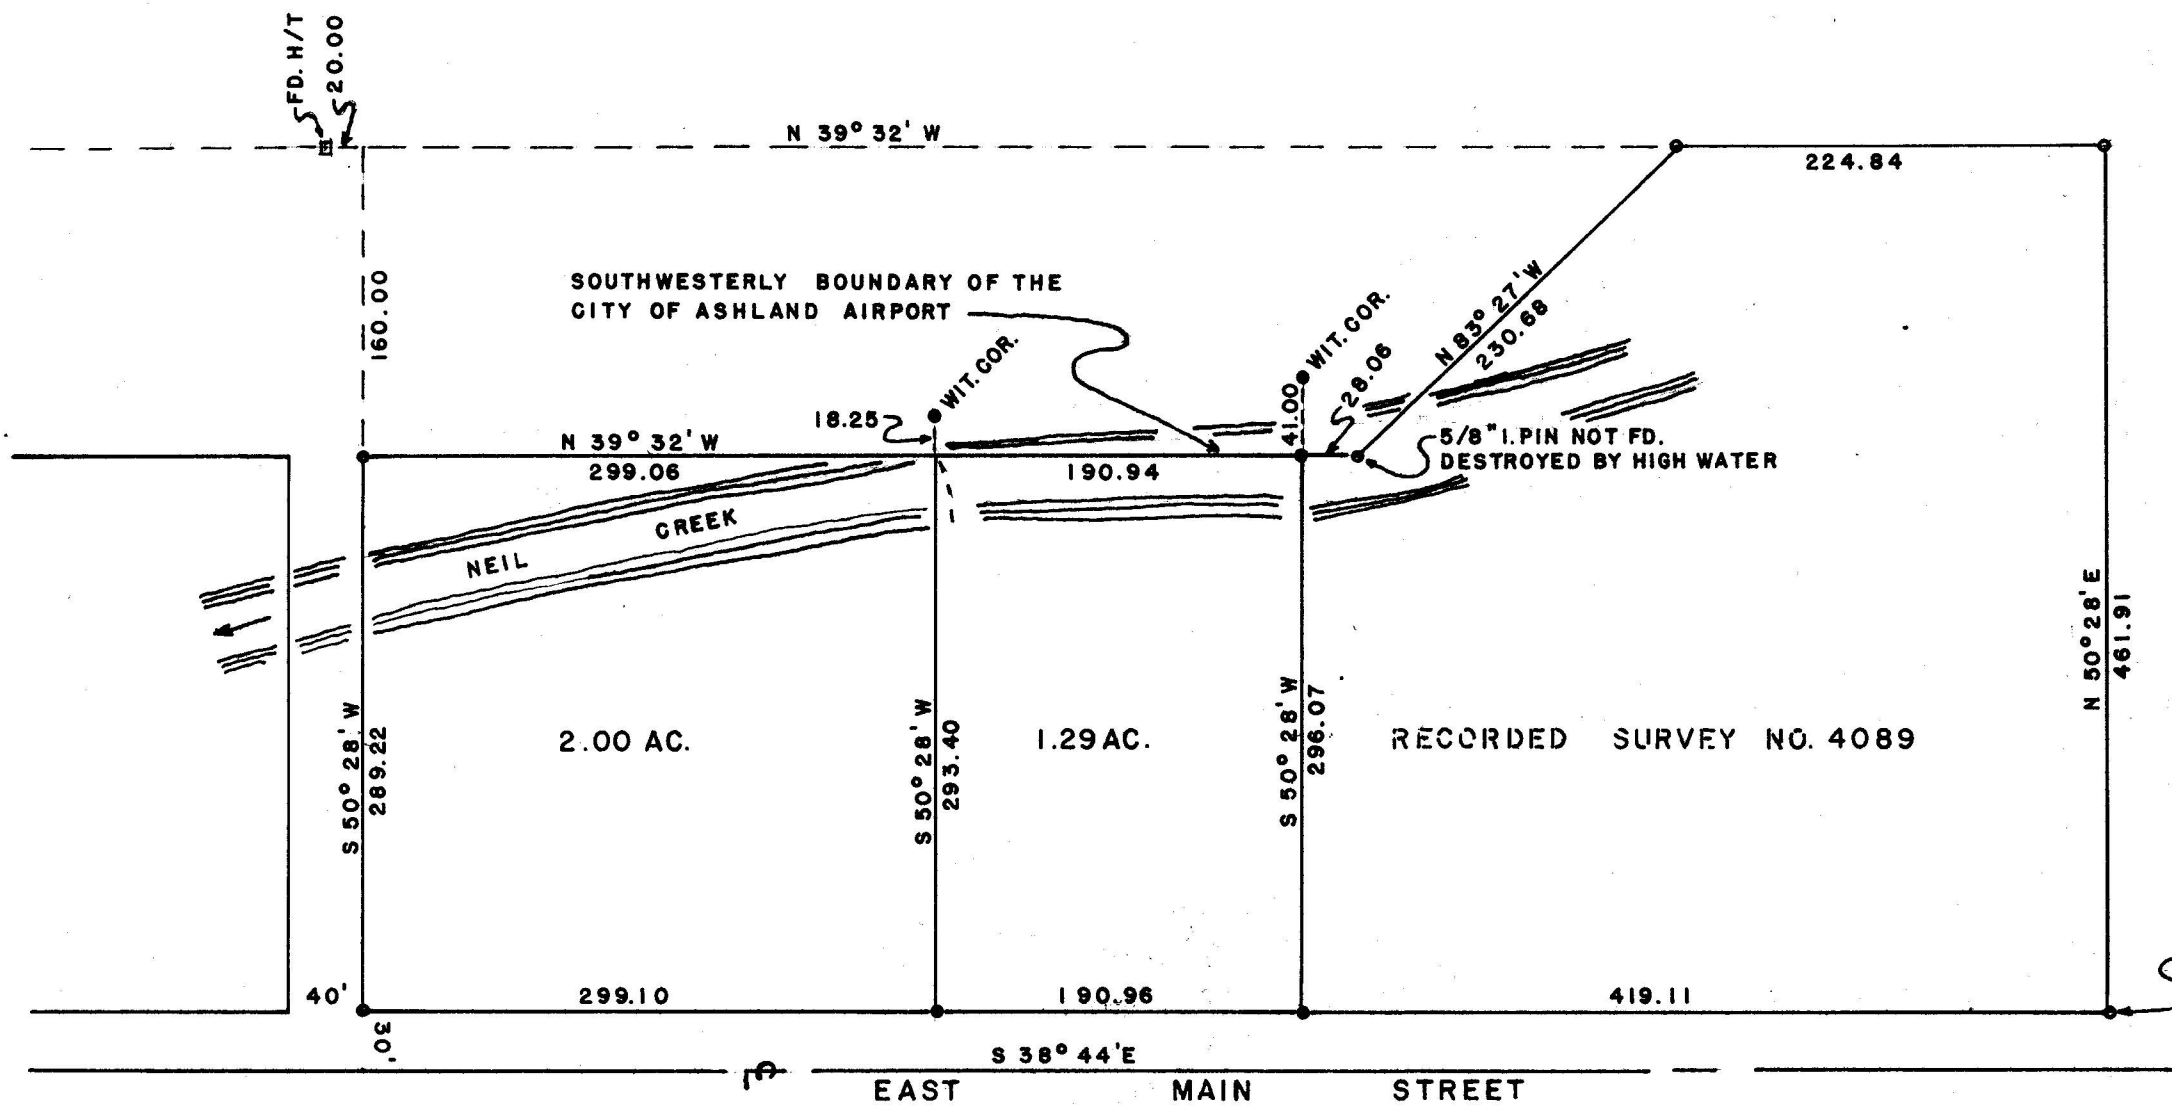 FD. H/T
20.00
N 39° 32' W
224.84
160.00
SOUTHWESTERLY BOUNDARY OF THE
CITY OF ASHLAND AIRPORT
WIT. COR.
WIT. COR.
N 83° 27' W
230.68
28.06
41.00
18.25
N 39° 32' W
299.06
190.94
5/8" I. PIN NOT FD.
DESTROYED BY HIGH WATER
NEIL CREEK
N 50° 28' E
461.91
S 50° 28' W
289.22
2.00 AC.
S 50° 28' W
293.40
1.29 AC.
S 50° 28' W
296.07
RECORDED SURVEY NO. 4089
40'
299.10
190.96
419.11
30'
S 38° 44' E
CL
EAST MAIN STREET